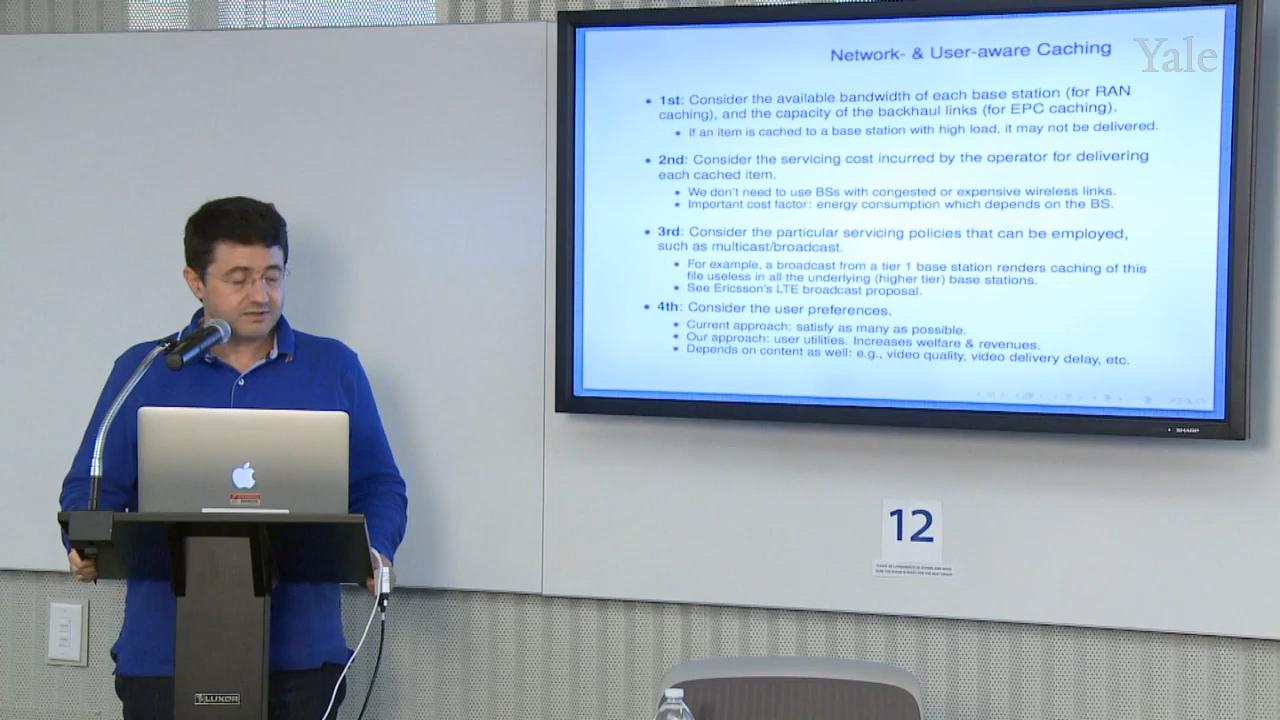 Yale
Network- & User-aware Caching
• 1st: Consider the available bandwidth of each base station (for RAN
caching), and the capacity of the backhaul links (for EPC caching).
• If an item is cached to a base station with high load, it may not be delivered.
• 2nd: Consider the servicing cost incurred by the operator for delivering
each cached item.
• We don't need to use BSs with congested or expensive wireless links.
• Important cost factor: energy consumption which depends on the BS.
• 3rd: Consider the particular servicing policies that can be employed,
such as multicast/broadcast.
• For example, a broadcast from a tier 1 base station renders caching of this
file useless in all the underlying (higher tier) base stations.
• See Ericsson's LTE broadcast proposal.
• 4th: Consider the user preferences.
• Current approach: satisfy as many as possible.
• Our approach: user utilities. Increases welfare & revenues.
• Depends on content as well: e.g., video quality, video delivery delay, etc.
SHARP
12
LUXOR